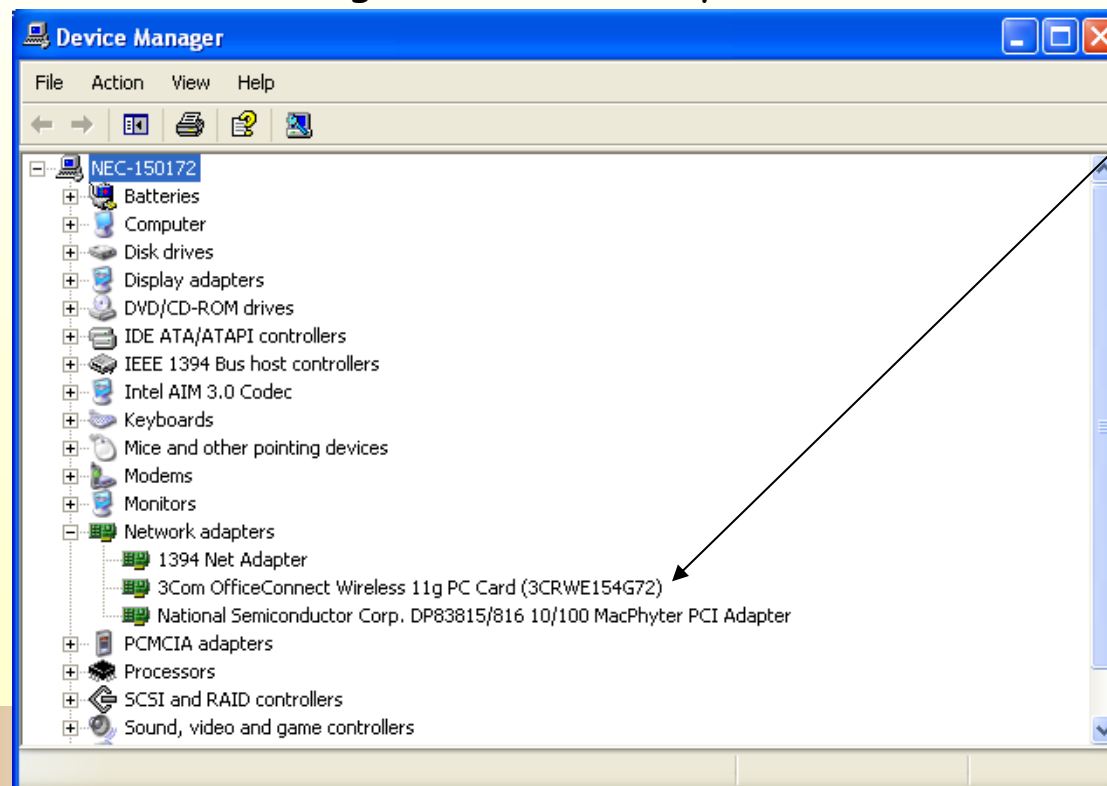 Device Manager
File Action View Help
NEC-150172
Batteries
Computer
Disk drives
Display adapters
DVD/CD-ROM drives
IDE ATA/ATAPI controllers
IEEE 1394 Bus host controllers
Intel AIM 3.0 Codec
Keyboards
Mice and other pointing devices
Modems
Monitors
Network adapters
1394 Net Adapter
3Com OfficeConnect Wireless 11g PC Card (3CRWE154G72)
National Semiconductor Corp. DP83815/816 10/100 MacPhyter PCI Adapter
PCMCIA adapters
Processors
SCSI and RAID controllers
Sound, video and game controllers